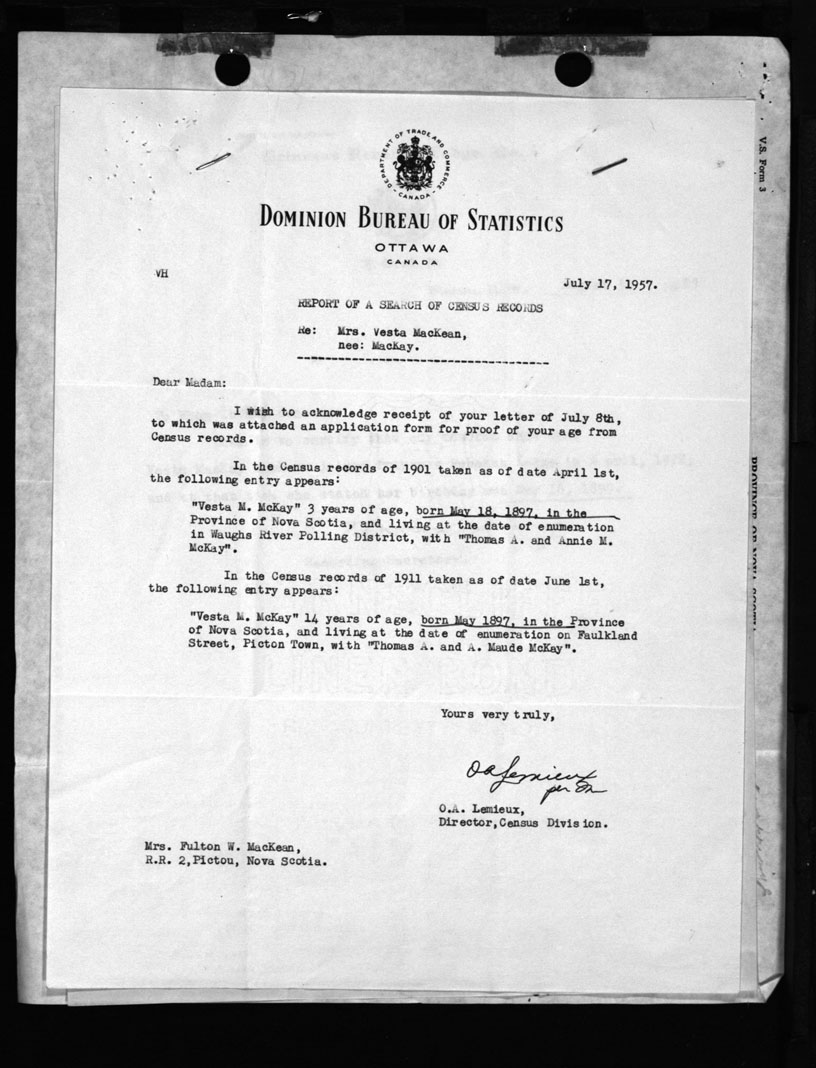 DEPARTMENT OF TRADE AND COMMERCE
CANADA
DOMINION BUREAU OF STATISTICS
OTTAWA
CANADA
V.S. Form 3
VH
July 17, 1957.
REPORT OF A SEARCH OF CENSUS RECORDS
Re: Mrs. Vesta MacKean,
nee: MacKay.
Dear Madam:
I wish to acknowledge receipt of your letter of July 8th,
to which was attached an application form for proof of your age from
Census records.
In the Census records of 1901 taken as of date April 1st,
the following entry appears:
"Vesta M. McKay" 3 years of age, born May 18, 1897, in the
Province of Nova Scotia, and living at the date of enumeration
in Waughs River Polling District, with "Thomas A. and Annie M.
McKay".
In the Census records of 1911 taken as of date June 1st,
the following entry appears:
"Vesta M. McKay" 14 years of age, born May 1897, in the Province
of Nova Scotia, and living at the date of enumeration on Faulkland
Street, Picton Town, with "Thomas A. and A. Maude McKay".
Yours very truly,
OALemieux
per
O.A. Lemieux,
Director,Census Division.
Mrs. Fulton W. MacKean,
R.R. 2,Pictou, Nova Scotia.